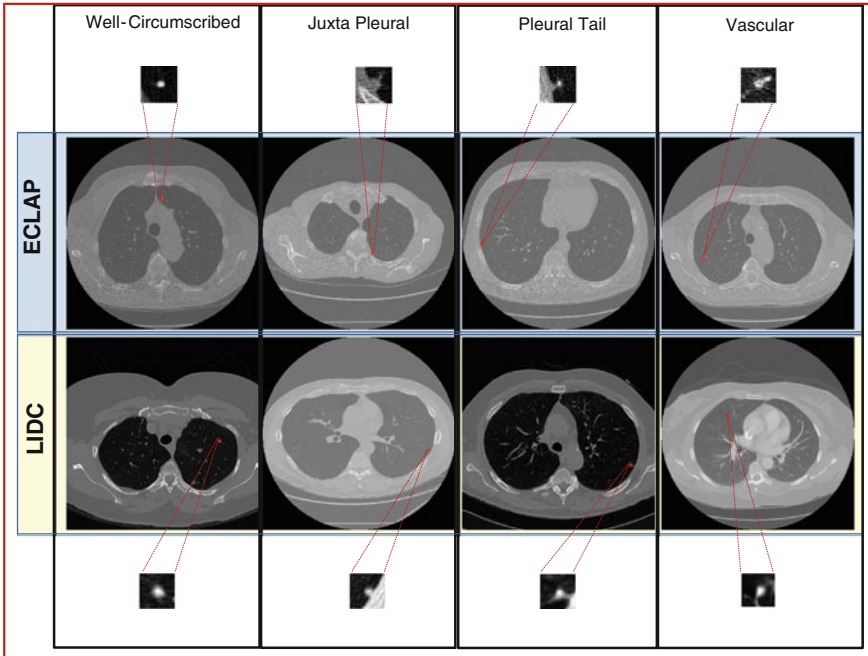 Well-Circumscribed
Juxta Pleural
Pleural Tail
Vascular
ECLAP
LIDC